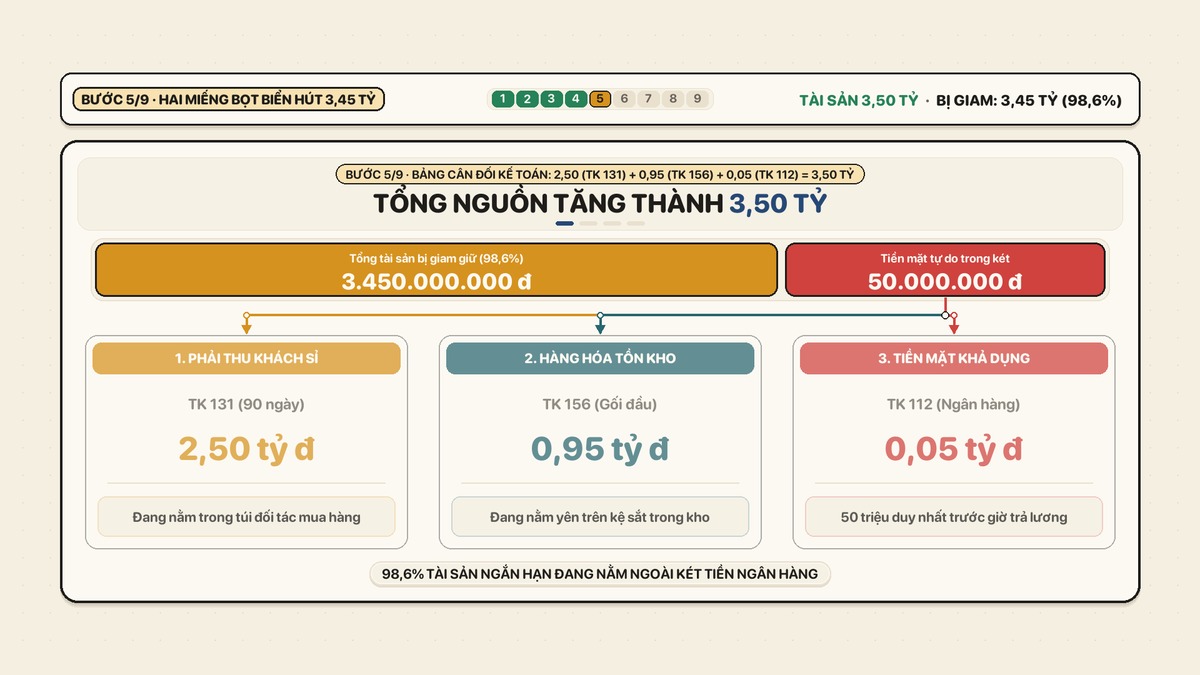 BƯỚC 5/9 · HAI MIẾNG BỌT BIỂN HÚT 3,45 TỶ
1 2 3 4 5 6 7 8 9
TÀI SẢN 3,50 TỶ · BỊ GIAM: 3,45 TỶ (98,6%)
BƯỚC 5/9 · BẢNG CÂN ĐỐI KẾ TOÁN: 2,50 (TK 131) + 0,95 (TK 156) + 0,05 (TK 112) = 3,50 TỶ
TỔNG NGUỒN TĂNG THÀNH 3,50 TỶ
Tổng tài sản bị giam giữ (98,6%)
3.450.000.000 đ
Tiền mặt tự do trong két
50.000.000 đ
1. PHẢI THU KHÁCH SỈ
TK 131 (90 ngày)
2,50 tỷ đ
Đang nằm trong túi đối tác mua hàng
2. HÀNG HÓA TỒN KHO
TK 156 (Gối đầu)
0,95 tỷ đ
Đang nằm yên trên kệ sắt trong kho
3. TIỀN MẶT KHẢ DỤNG
TK 112 (Ngân hàng)
0,05 tỷ đ
50 triệu duy nhất trước giờ trả lương
98,6% TÀI SẢN NGẮN HẠN ĐANG NẰM NGOÀI KÉT TIỀN NGÂN HÀNG